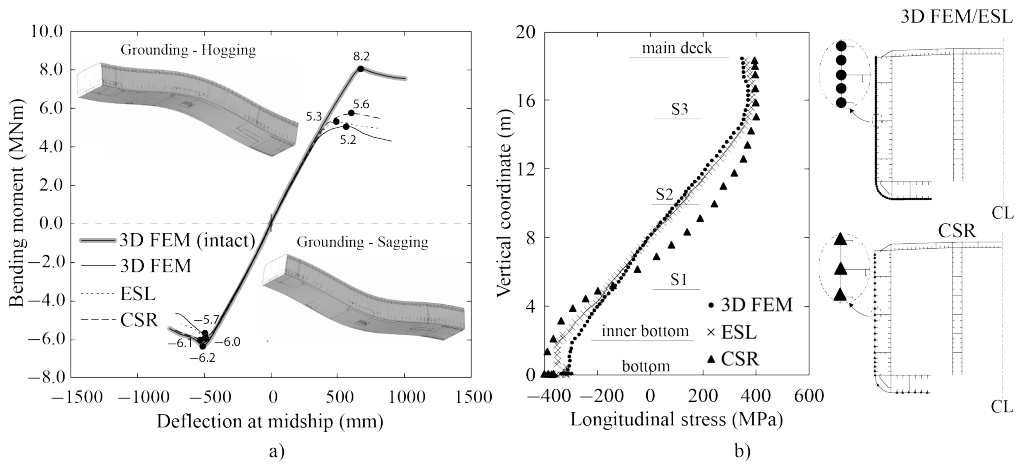 Bending moment (MNm)
10.0
8.0
6.0
4.0
2.0
0.0
−2.0
−4.0
−6.0
−8.0
Grounding - Hogging
8.2
5.3
5.6
5.2
3D FEM (intact)
3D FEM
ESL
CSR
Grounding - Sagging
−5.7
−6.1
−6.0
−6.2
−1500
−1000
−500
0
500
1000
1500
Deflection at midship (mm)
a)
Vertical coordinate (m)
20
16
12
8
4
0
main deck
S3
S2
S1
inner bottom
bottom
3D FEM
ESL
CSR
−400
−200
0
200
400
600
Longitudinal stress (MPa)
b)
3D FEM/ESL
CL
CSR
CL